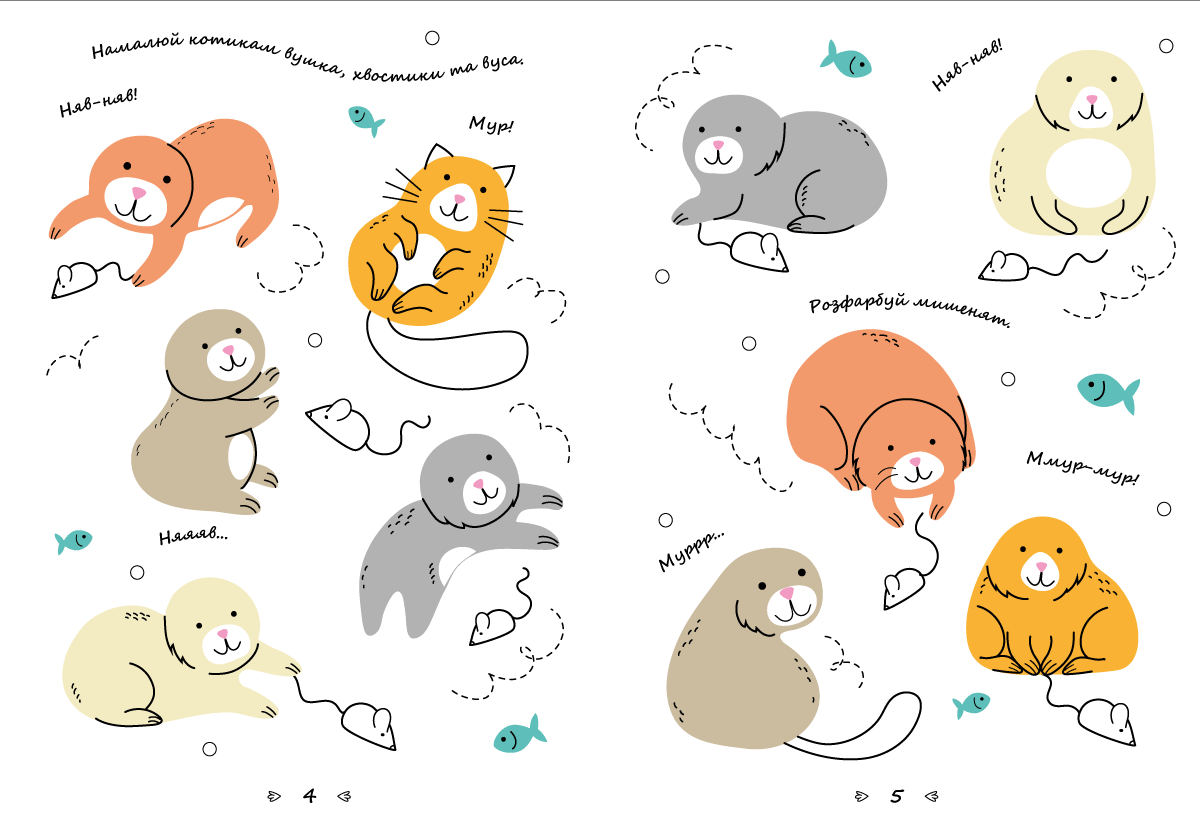 Намалюй котикам вушка, хвостики та вуса.
Няв-няв!
Мур!
Няяяв...
4
Няв-няв!
Розфарбуй мишенят.
Ммур-мур!
Муррр...
5